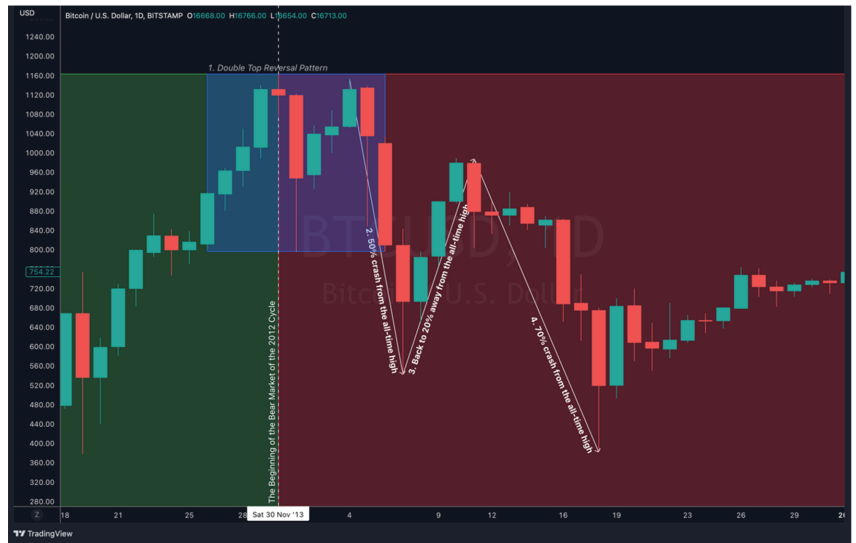 USD
Bitcoin / U.S. Dollar, 1D, BITSTAMP O16668.00 H16766.00 L16654.00 C16713.00
1240.00
1200.00
1160.00
1. Double Top Reversal Pattern
1120.00
1080.00
1040.00
1000.00
960.00
920.00
880.00
840.00
800.00
754.22
720.00
680.00
640.00
600.00
560.00
520.00
480.00
440.00
400.00
360.00
320.00
280.00
BTCUSD, 1D
Bitcoin / U.S. Dollar
2. 50% crash from the all-time high
3. Back to 20% away from the all-time high
4. 70% crash from the all-time high
The Beginning of the Bear Market of the 2012 Cycle
Z 18 21 25 28 Sat 30 Nov '13 4 9 12 16 19 23 26 29 20
TradingView